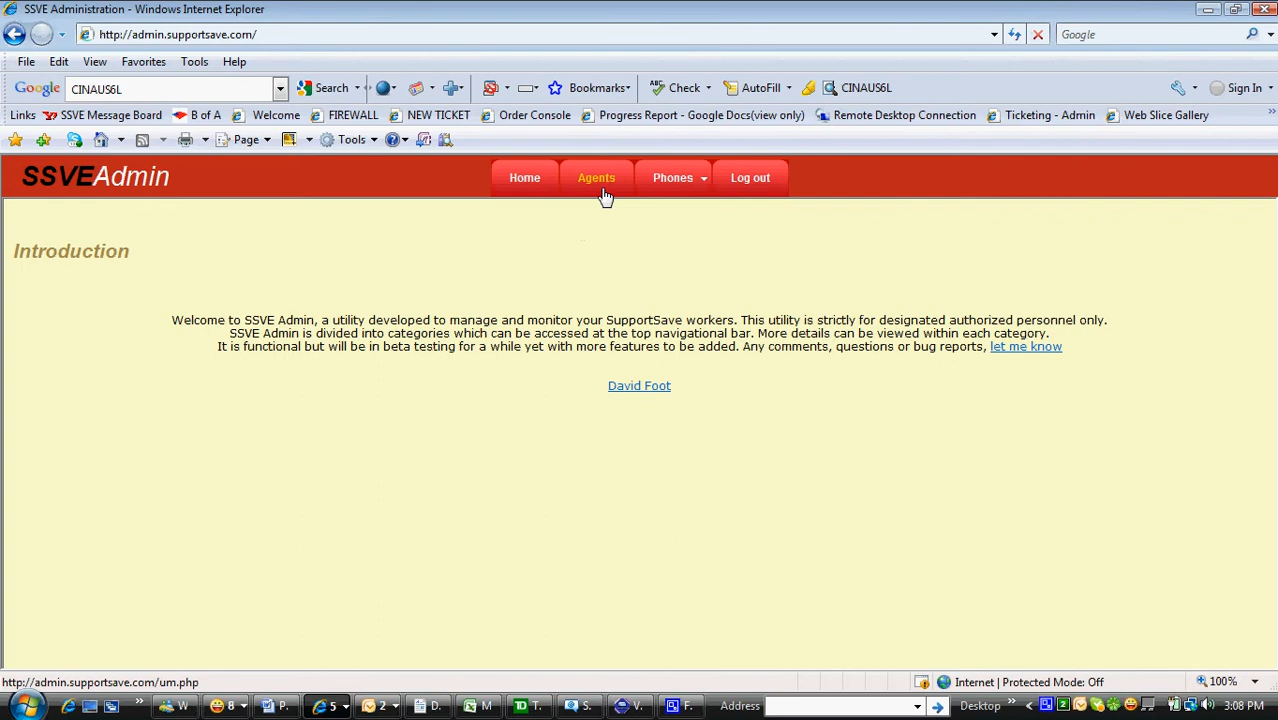 SSVE Administration - Windows Internet Explorer
http://admin.supportsave.com/
Google
File Edit View Favorites Tools Help
Google CINAUS6L Search Bookmarks Check AutoFill CINAUS6L Sign In
Links SSVE Message Board B of A Welcome FIREWALL NEW TICKET Order Console Progress Report - Google Docs(view only) Remote Desktop Connection Ticketing - Admin Web Slice Gallery
Page Tools
SSVEAdmin Home Agents Phones Log out
Introduction
Welcome to SSVE Admin, a utility developed to manage and monitor your SupportSave workers. This utility is strictly for designated authorized personnel only.
SSVE Admin is divided into categories which can be accessed at the top navigational bar. More details can be viewed within each category.
It is functional but will be in beta testing for a while yet with more features to be added. Any comments, questions or bug reports, let me know
David Foot
http://admin.supportsave.com/um.php Internet | Protected Mode: Off 100%
W 8 P... 5 2 D. M T.. S. V.. F. Address Desktop 3:08 PM